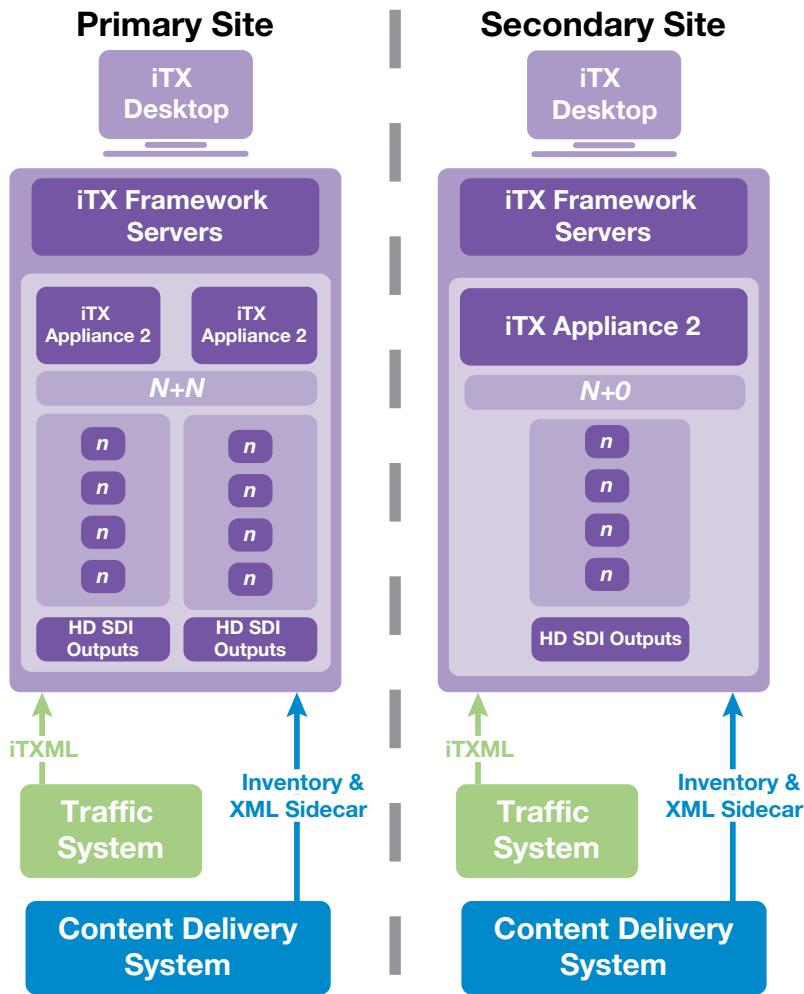 Primary Site
iTX
Desktop
iTX Framework
Servers
iTX
Appliance 2
iTX
Appliance 2
N+N
n
n
n
n
n
n
n
n
HD SDI
Outputs
HD SDI
Outputs
iTXML
Inventory &
XML Sidecar
Traffic
System
Content Delivery
System
Secondary Site
iTX
Desktop
iTX Framework
Servers
iTX Appliance 2
N+0
n
n
n
n
HD SDI Outputs
iTXML
Inventory &
XML Sidecar
Traffic
System
Content Delivery
System